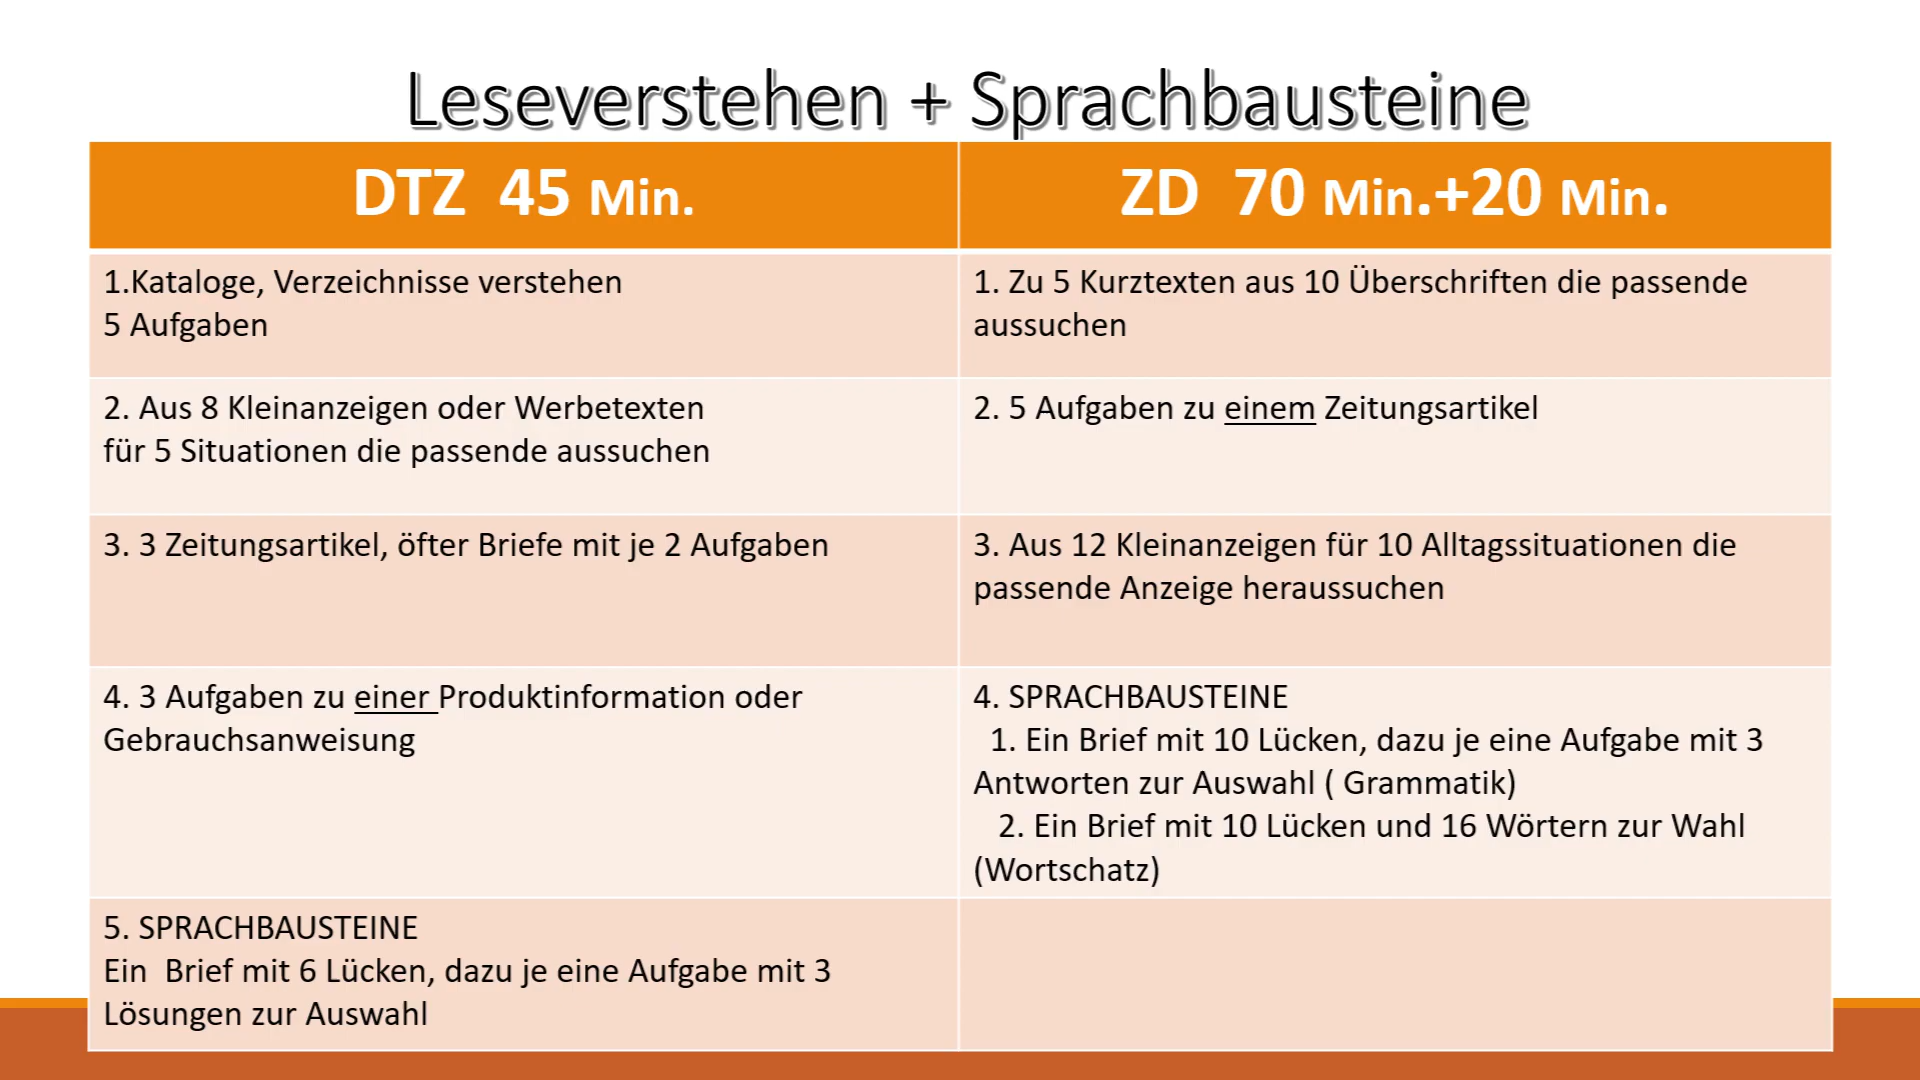 Leseverstehen + Sprachbausteine
DTZ  45 Min.
ZD  70 Min.+20 Min.
1.Kataloge, Verzeichnisse verstehen
5 Aufgaben
1. Zu 5 Kurztexten aus 10 Überschriften die passende
aussuchen
2. Aus 8 Kleinanzeigen oder Werbetexten
für 5 Situationen die passende aussuchen
2. 5 Aufgaben zu einem Zeitungsartikel
3. 3 Zeitungsartikel, öfter Briefe mit je 2 Aufgaben
3. Aus 12 Kleinanzeigen für 10 Alltagssituationen die
passende Anzeige heraussuchen
4. 3 Aufgaben zu einer Produktinformation oder
Gebrauchsanweisung
4. SPRACHBAUSTEINE
1. Ein Brief mit 10 Lücken, dazu je eine Aufgabe mit 3
Antworten zur Auswahl ( Grammatik)
2. Ein Brief mit 10 Lücken und 16 Wörtern zur Wahl
(Wortschatz)
5. SPRACHBAUSTEINE
Ein  Brief mit 6 Lücken, dazu je eine Aufgabe mit 3
Lösungen zur Auswahl